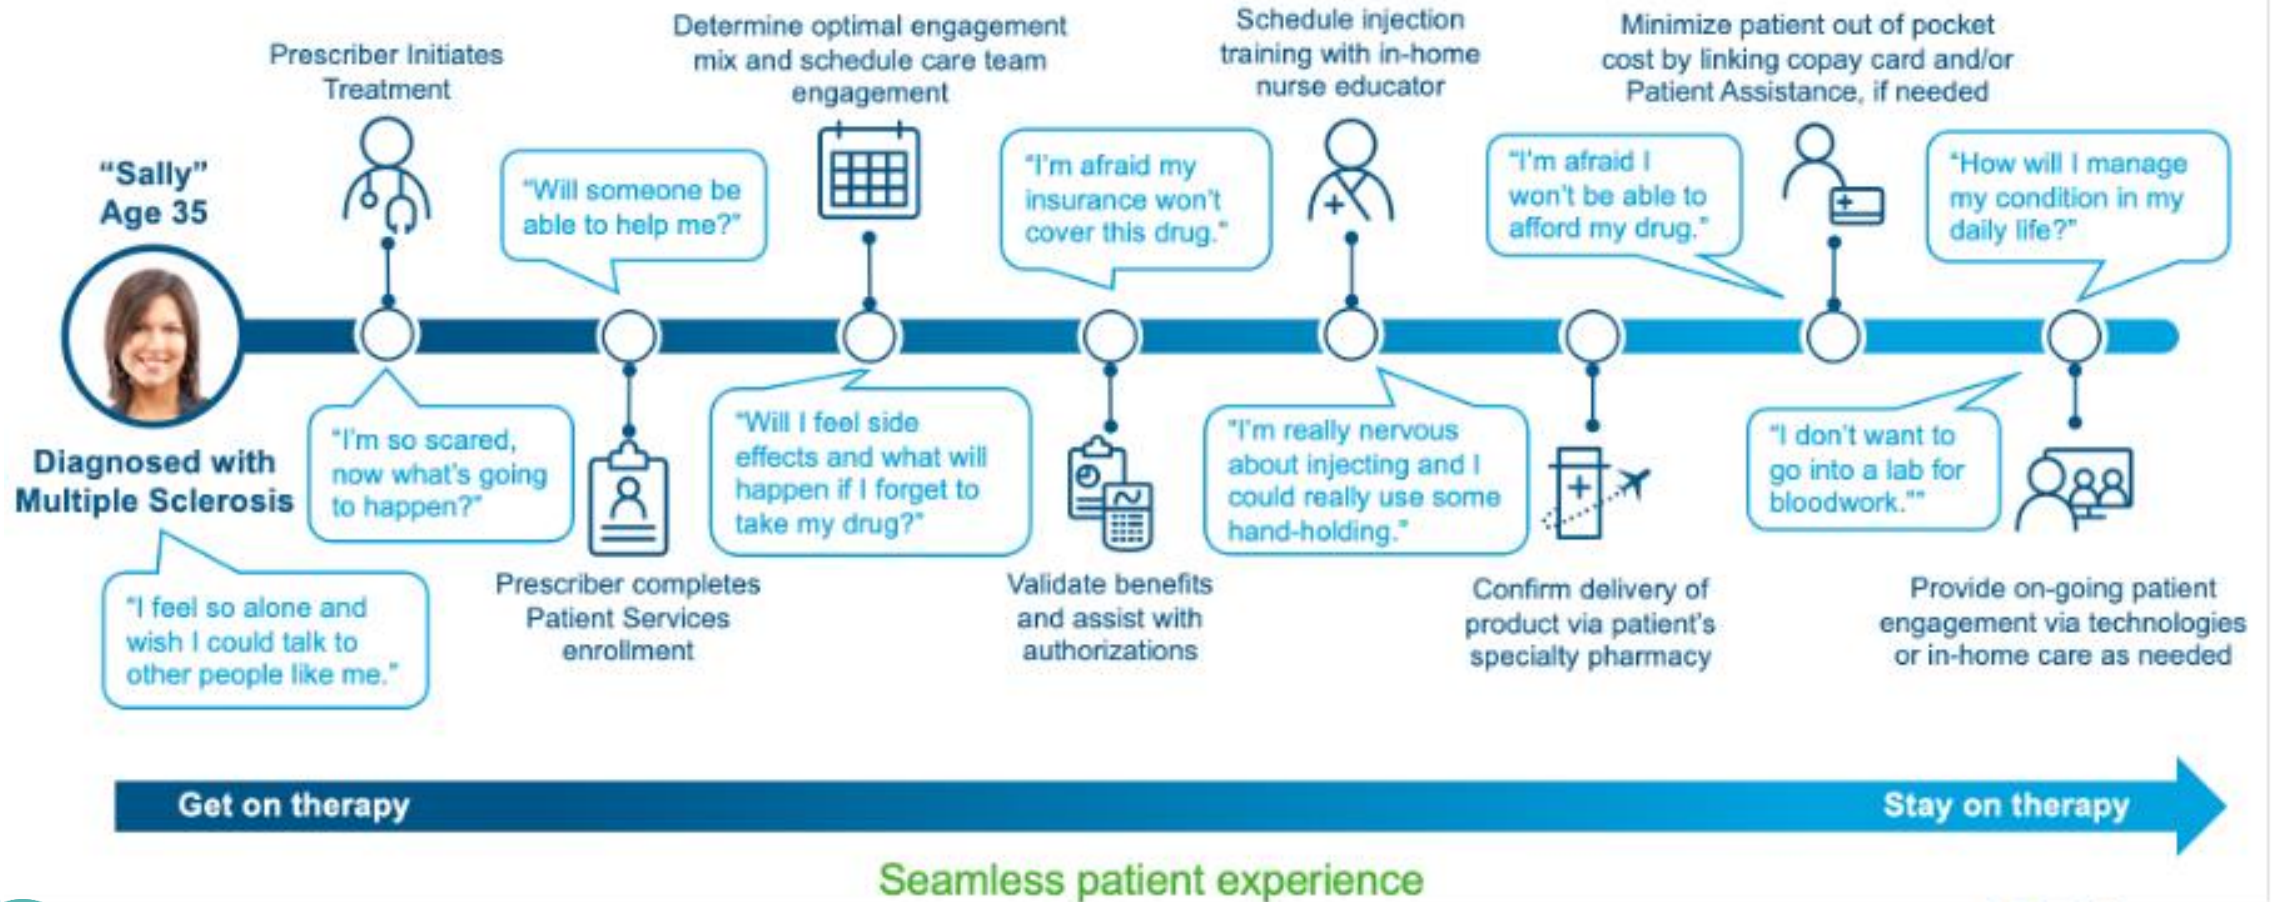 "Sally"
Age 35
Diagnosed with
Multiple Sclerosis
"I feel so alone and
wish I could talk to
other people like me."
Prescriber Initiates
Treatment
"I'm so scared,
now what's going
to happen?"
"Will someone be
able to help me?"
Prescriber completes
Patient Services
enrollment
Determine optimal engagement
mix and schedule care team
engagement
"Will I feel side
effects and what will
happen if I forget to
take my drug?"
"I'm afraid my
insurance won't
cover this drug."
Validate benefits
and assist with
authorizations
Schedule injection
training with in-home
nurse educator
"I'm really nervous
about injecting and I
could really use some
hand-holding."
Confirm delivery of
product via patient's
specialty pharmacy
Minimize patient out of pocket
cost by linking copay card and/or
Patient Assistance, if needed
"I'm afraid I
won't be able to
afford my drug."
"How will I manage
my condition in my
daily life?"
"I don't want to
go into a lab for
bloodwork.""
Provide on-going patient
engagement via technologies
or in-home care as needed
Get on therapy
Stay on therapy
Seamless patient experience